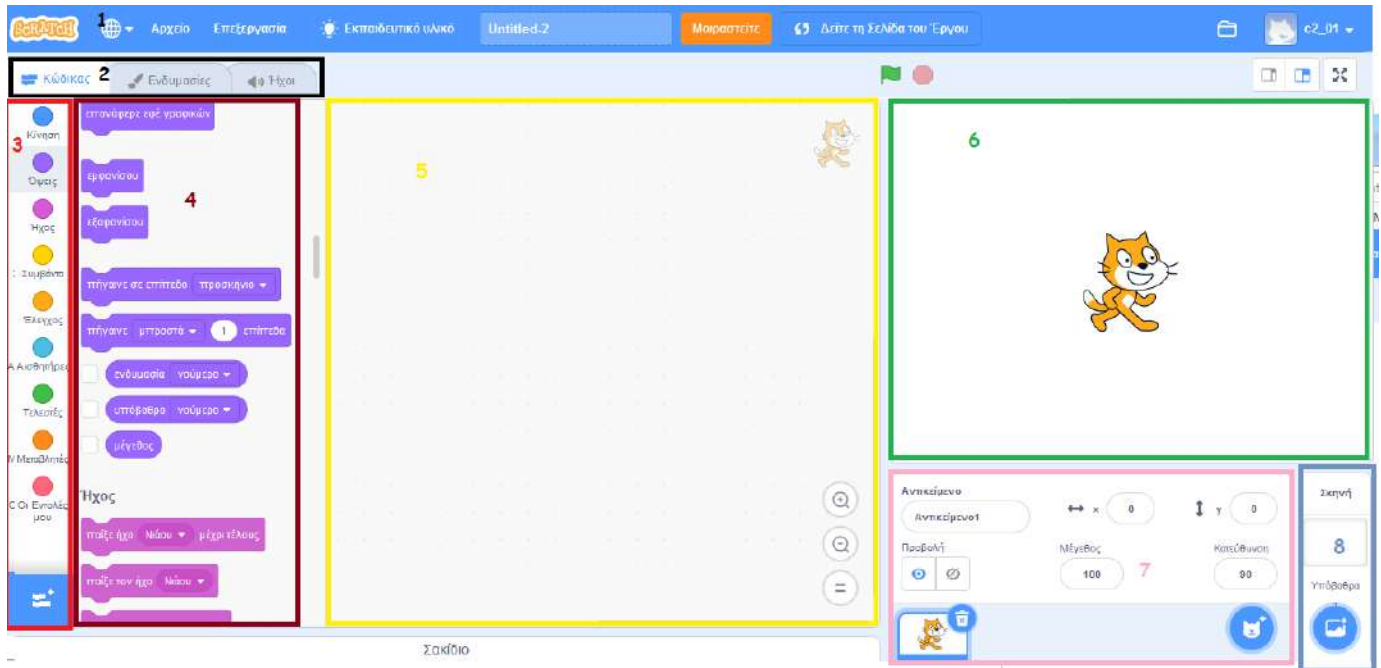 SCRATCH
1
Αρχείο
Επεξεργασία
Εκπαιδευτικό υλικό
Untitled-2
Μοιραστείτε
Δείτε τη Σελίδα του Έργου
c2_01
Κώδικας
2
Ενδυμασίες
Ήχοι
3
Κίνηση
Όψεις
Ήχος
Συμβάντα
Έλεγχος
Αισθητήρες
Τελεστές
Μεταβλητές
Οι Εντολές
μου
4
επανάφερε εφέ γραφικών
εμφανίσου
εξαφανίσου
πήγαινε σε επίπεδο προσκήνιο
πήγαινε μπροστά 1 επίπεδα
ενδυμασία νούμερο
υπόβαθρο νούμερο
μέγεθος
Ήχος
παίξε ήχο Νιάου μέχρι τέλους
παίξε τον ήχο Νιάου
5
6
Αντικείμενο
Αντικείμενο1
x 0
y 0
Προβολή
Μέγεθος
100
7
Κατεύθυνση
90
Σκηνή
8
Υπόβαθρα
Σακίδιο